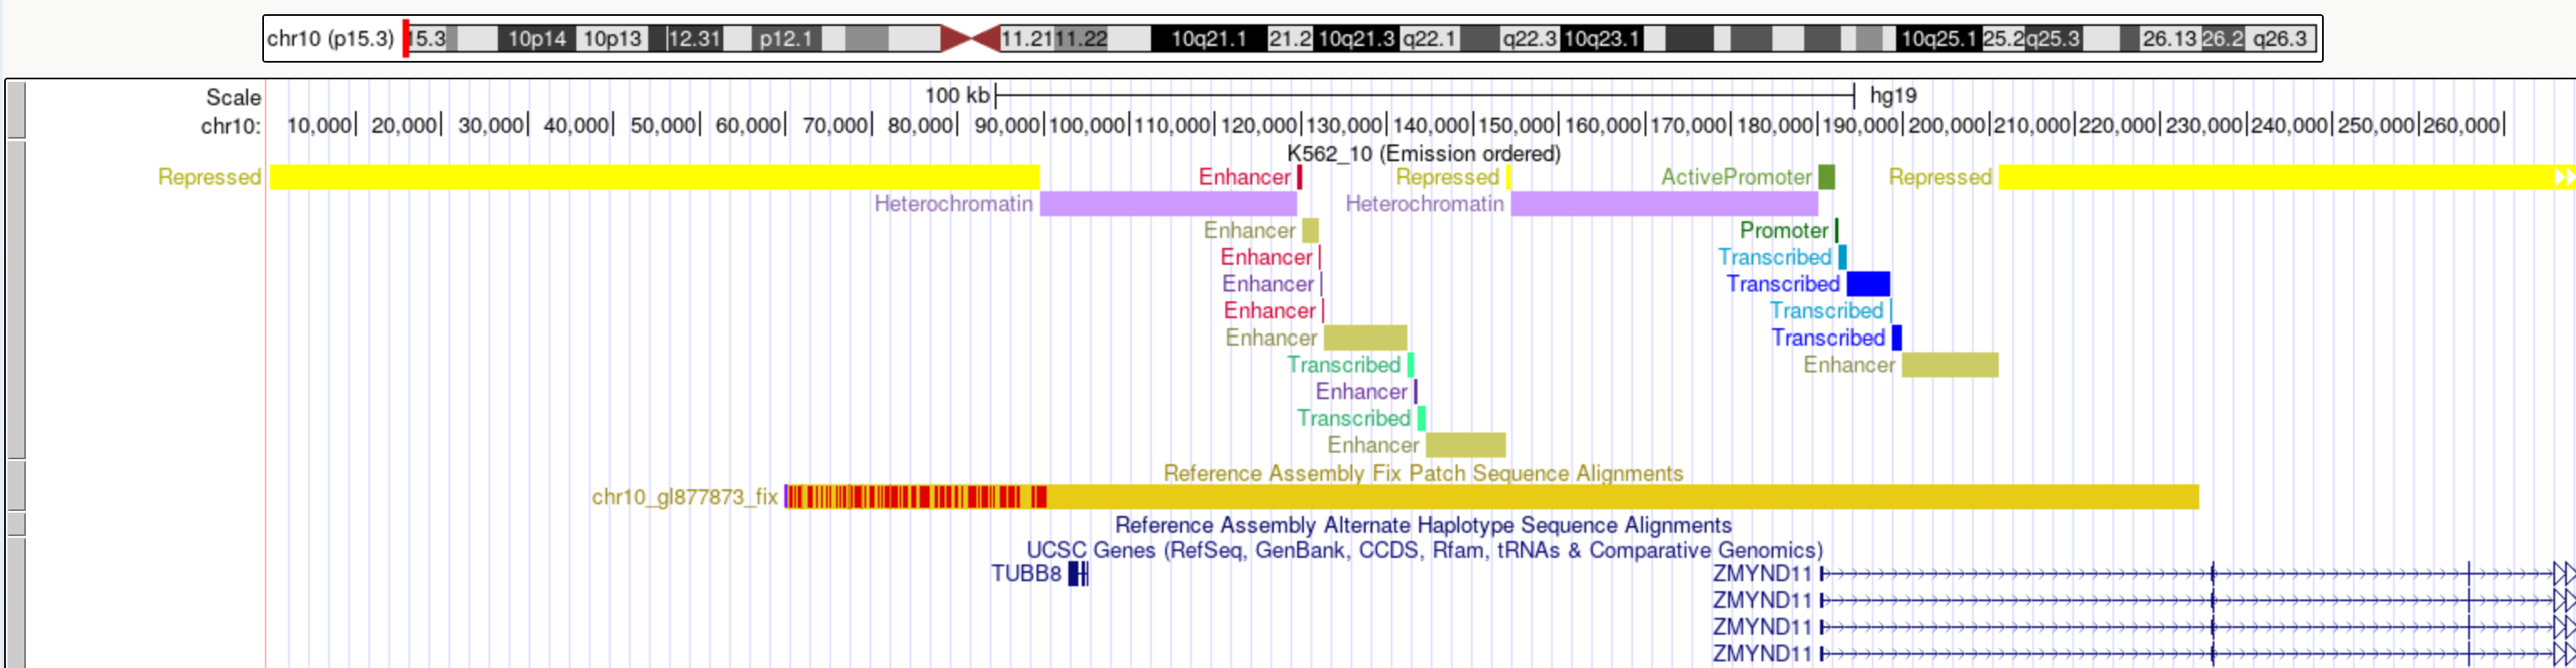 chr10 (p15.3) 15.3 10p14 10p13 12.31 p12.1 11.21 11.22 10q21.1 21.2 10q21.3 q22.1 q22.3 10q23.1 10q25.1 25.2 q25.3 26.13 26.2 q26.3
Scale 100 kb hg19
chr10: 10,000 20,000 30,000 40,000 50,000 60,000 70,000 80,000 90,000 100,000 110,000 120,000 130,000 140,000 150,000 160,000 170,000 180,000 190,000 200,000 210,000 220,000 230,000 240,000 250,000 260,000
K562_10 (Emission ordered)
Repressed Enhancer Repressed ActivePromoter Repressed
Heterochromatin Heterochromatin
Enhancer Promoter
Enhancer Transcribed
Enhancer Transcribed
Enhancer Transcribed
Enhancer Transcribed
Transcribed Enhancer
Enhancer
Transcribed
Enhancer
Reference Assembly Fix Patch Sequence Alignments
chr10_gl877873_fix
Reference Assembly Alternate Haplotype Sequence Alignments
UCSC Genes (RefSeq, GenBank, CCDS, Rfam, tRNAs & Comparative Genomics)
TUBB8 ZMYND11
ZMYND11
ZMYND11
ZMYND11